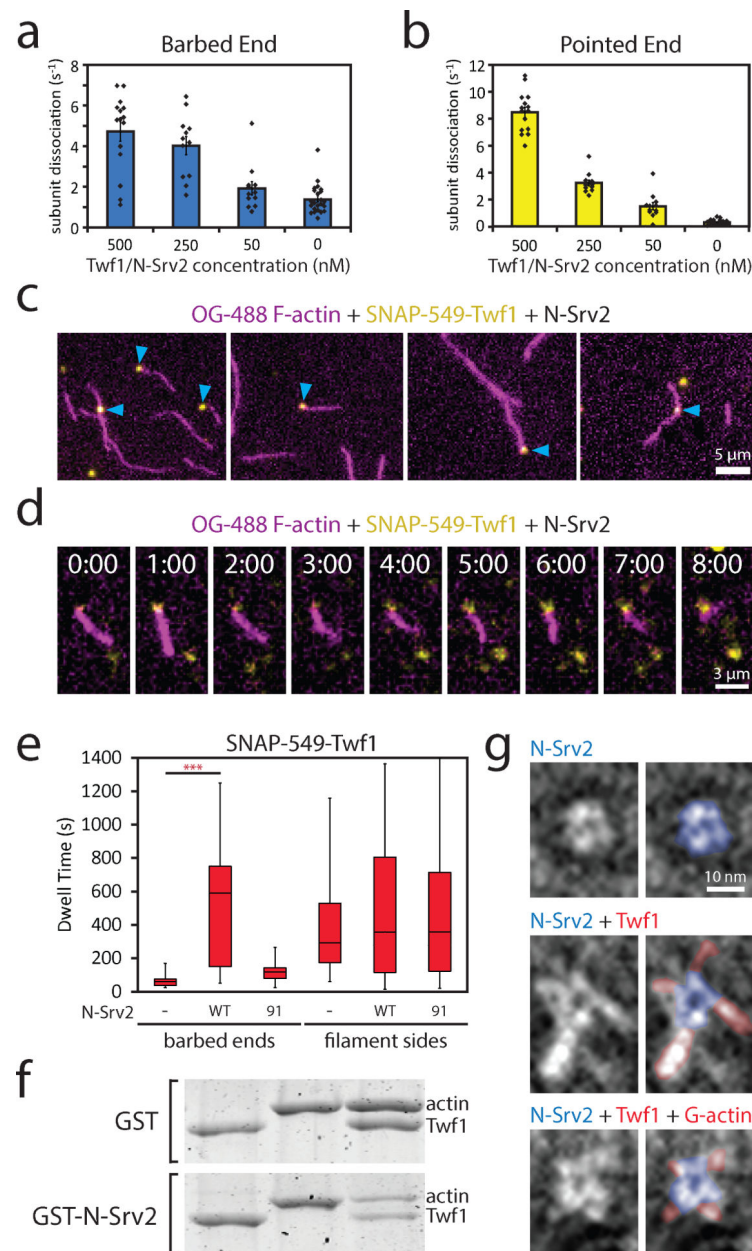 a
Barbed End
subunit dissociation (s-1)
8
6
4
2
0
500 250 50 0
Twf1/N-Srv2 concentration (nM)
b
Pointed End
subunit dissociation (s-1)
12
10
8
6
4
2
0
500 250 50 0
Twf1/N-Srv2 concentration (nM)
c
OG-488 F-actin + SNAP-549-Twf1 + N-Srv2
5 µm
d
OG-488 F-actin + SNAP-549-Twf1 + N-Srv2
0:00 1:00 2:00 3:00 4:00 5:00 6:00 7:00 8:00
3 µm
e
SNAP-549-Twf1
***
Dwell Time (s)
1400
1200
1000
800
600
400
200
0
N-Srv2 - WT 91 - WT 91
barbed ends filament sides
f
GST
actin
Twf1
GST-N-Srv2
actin
Twf1
g
N-Srv2
10 nm
N-Srv2 + Twf1
N-Srv2 + Twf1 + G-actin